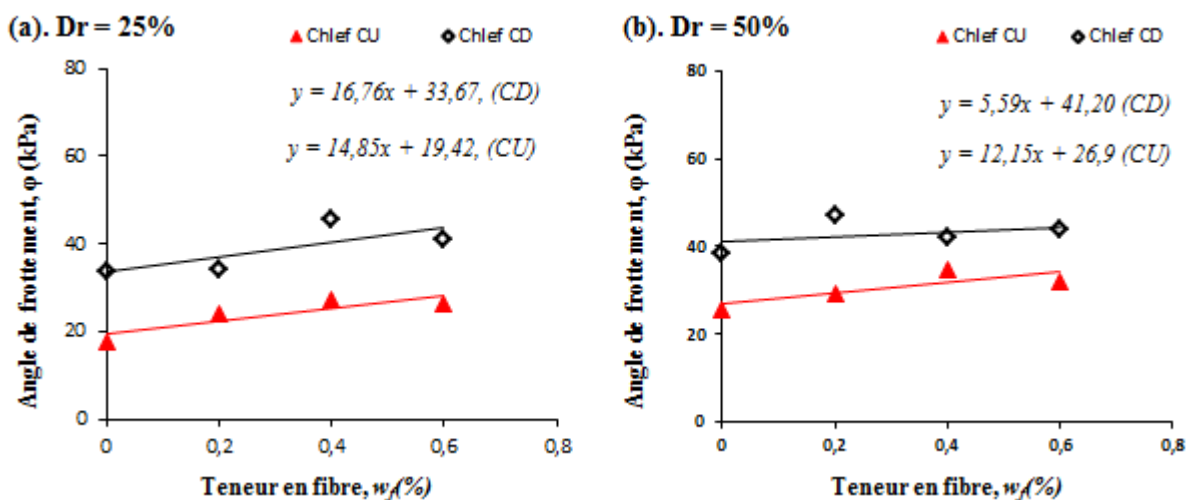 (a). Dr = 25%
Chlef CU Chlef CD
y = 16,76x + 33,67, (CD)
y = 14,85x + 19,42, (CU)
Angle de frottement, φ (kPa)
80
60
40
20
0
0 0,2 0,4 0,6 0,8
Teneur en fibre, wf(%)
(b). Dr = 50%
Chlef CU Chlef CD
y = 5,59x + 41,20 (CD)
y = 12,15x + 26,9 (CU)
Angle de frottement, φ (kPa)
80
60
40
20
0
0 0,2 0,4 0,6 0,8
Teneur en fibre, wf(%)